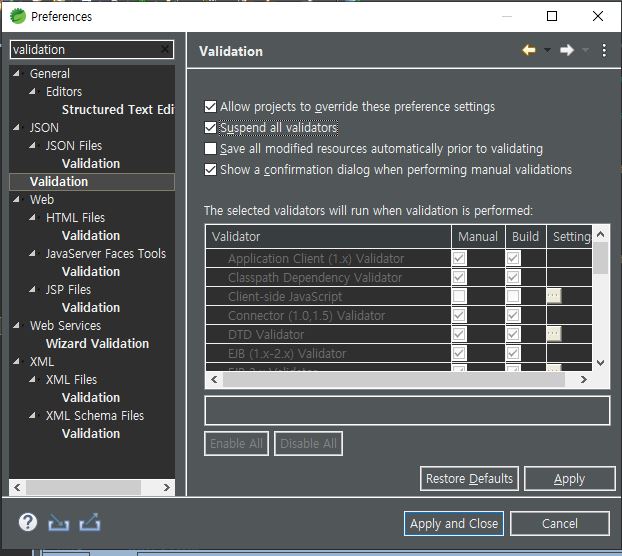 Preferences
validation
General
Editors
Structured Text Edi
JSON
JSON Files
Validation
Validation
Web
HTML Files
Validation
JavaServer Faces Tools
Validation
JSP Files
Validation
Web Services
Wizard Validation
XML
XML Files
Validation
XML Schema Files
Validation
Validation
Allow projects to override these preference settings
Suspend all validators
Save all modified resources automatically prior to validating
Show a confirmation dialog when performing manual validations
The selected validators will run when validation is performed:
Validator Manual Build Setting
Application Client (1.x) Validator
Classpath Dependency Validator
Client-side JavaScript ...
Connector (1.0,1.5) Validator
DTD Validator ...
EJB (1.x-2.x) Validator
EJB 3.x Validator ...
Enable All Disable All
Restore Defaults Apply
Apply and Close Cancel